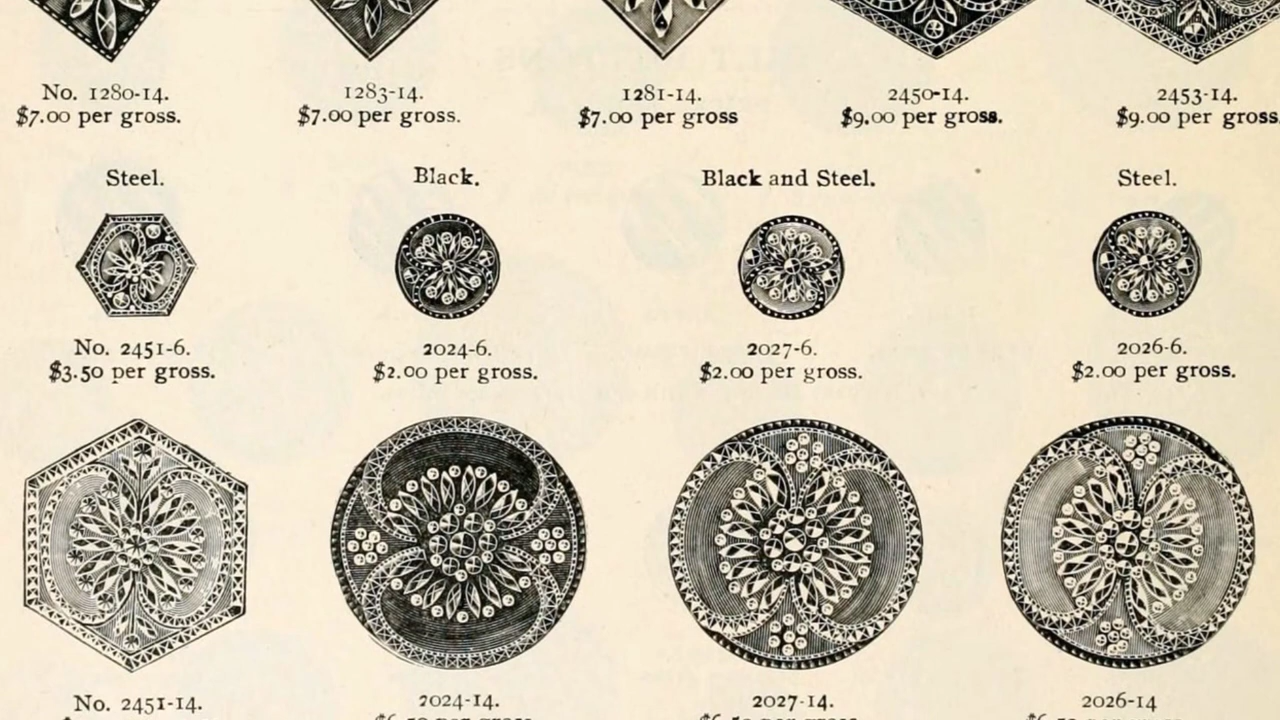 No. 1280-14. 1283-14. 1281-14. 2450-14. 2453-14.
$7.00 per gross. $7.00 per gross. $7.00 per gross $9.00 per gross. $9.00 per gross.
Steel. Black. Black and Steel. Steel.
No. 2451-6. 2024-6. 2027-6. 2026-6.
$3.50 per gross. $2.00 per gross. $2.00 per gross. $2.00 per gross.
No. 2451-14. 2024-14. 2027-14. 2026-14